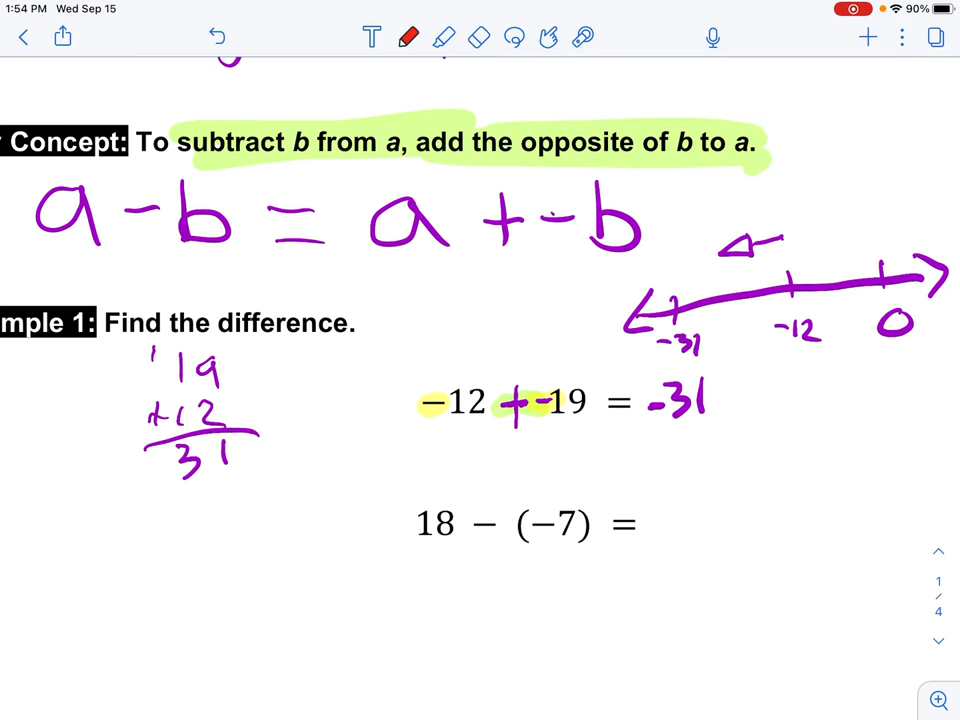 1:54 PM Wed Sep 15
90%
T
Concept: To subtract b from a, add the opposite of b to a.
a - b = a + -b
-31 -12 0
mple 1: Find the difference.
1
19
+12
31
−12 + -19 = -31
18 − (−7) =
1
/
4